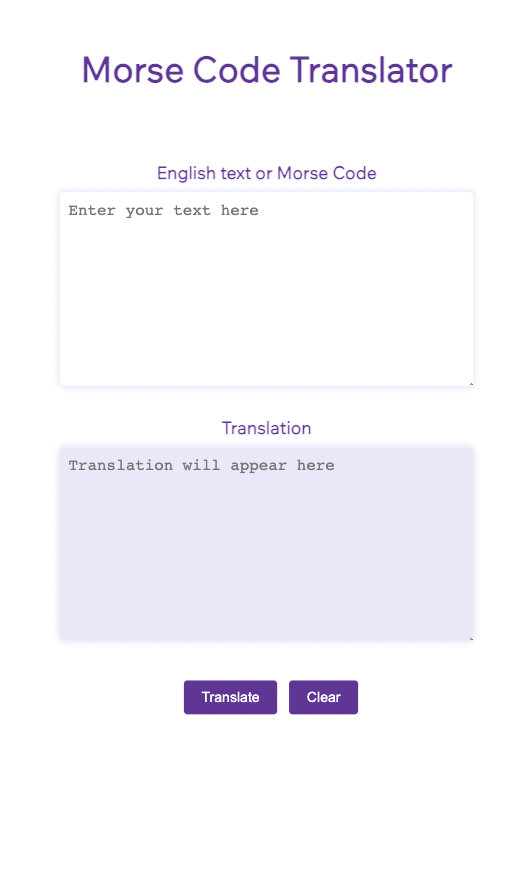 Morse Code Translator
English text or Morse Code
Enter your text here
Translation
Translation will appear here
Translate Clear